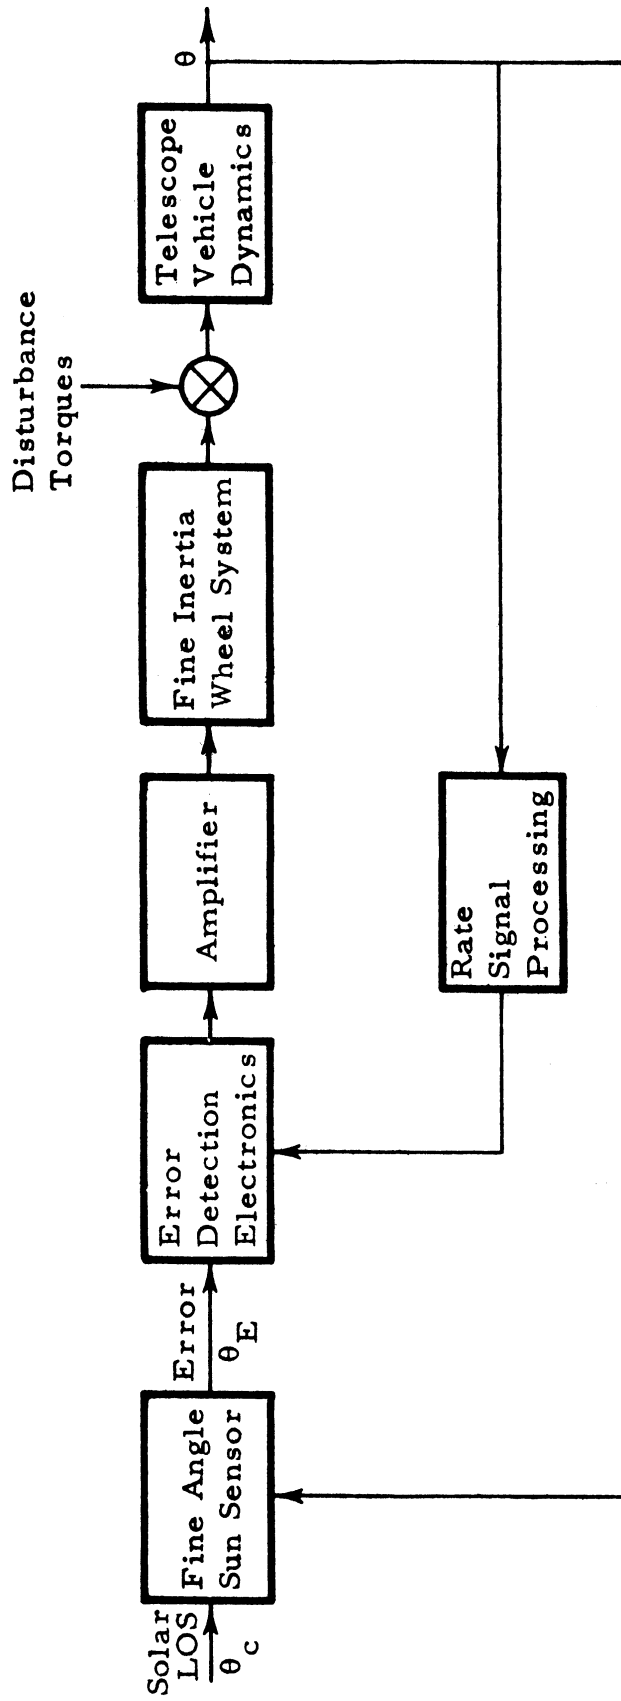 Solar
LOS
θc
Fine Angle
Sun Sensor
Error
θE
Error
Detection
Electronics
Amplifier
Fine Inertia
Wheel System
Disturbance
Torques
Telescope
Vehicle
Dynamics
θ
Rate
Signal
Processing